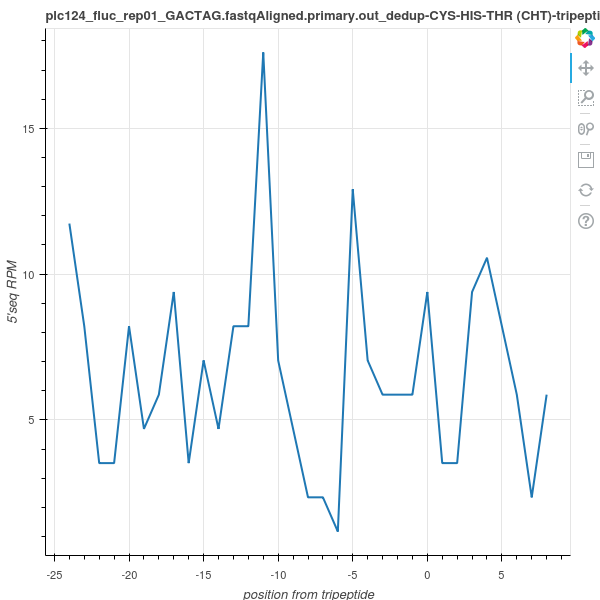 plc124_fluc_rep01_GACTAG.fastqAligned.primary.out_dedup-CYS-HIS-THR (CHT)-tripepti
15
10
5
5'seq RPM
-25 -20 -15 -10 -5 0 5
position from tripeptide